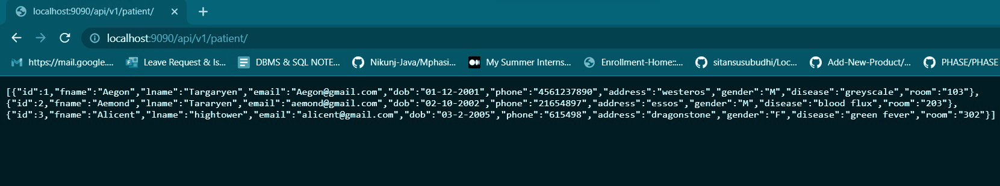 localhost:9090/api/v1/patient/
localhost:9090/api/v1/patient/
https://mail.google.... Leave Request & Is... DBMS & SQL NOTE... Nikunj-Java/Mphasi... My Summer Interns... Enrollment-Home::... sitansusubudhi/Loc... Add-New-Product/... PHASE/PHASE
[{"id":1,"fname":"Aegon","lname":"Targaryen","email":"Aegon@gmail.com","dob":"01-12-2001","phone":"4561237890","address":"westeros","gender":"M","disease":"greyscale","room":"103"},
{"id":2,"fname":"Aemond","lname":"Tararyen","email":"aemond@gmail.com","dob":"02-10-2002","phone":"21654897","address":"essos","gender":"M","disease":"blood flux","room":"203"},
{"id":3,"fname":"Alicent","lname":"hightower","email":"alicent@gmail.com","dob":"03-2-2005","phone":"615498","address":"dragonstone","gender":"F","disease":"green fever","room":"302"}]